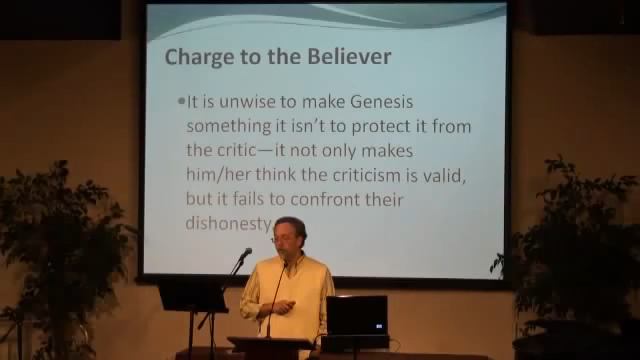 Charge to the Believer
•It is unwise to make Genesis
something it isn't to protect it from
the critic—it not only makes
him/her think the criticism is valid,
but it fails to confront their
dishonesty